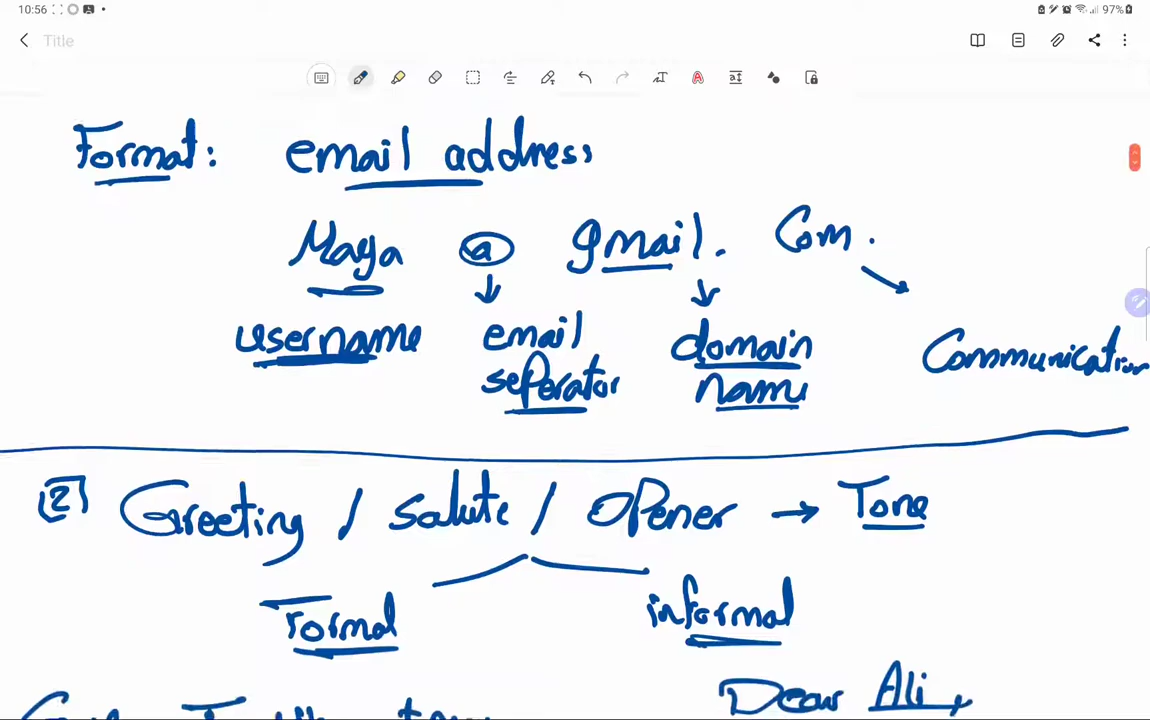 10:56
97%
Title
Format: email address
Maya @ gmail. Com.
username email seperator domain name Communication
[2] Greeting / Salute / Opener → Tone
Formal informal
Dear Ali,